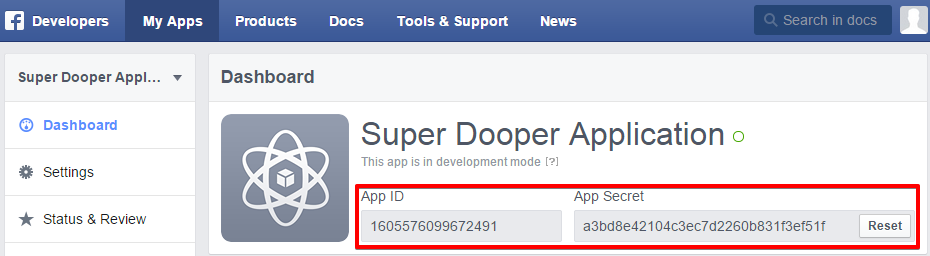 f Developers My Apps Products Docs Tools & Support News Search in docs
Super Dooper Appl... Dashboard
Dashboard
Settings
Status & Review
Super Dooper Application
This app is in development mode [?]
App ID App Secret
1605576099672491 a3bd8e42104c3ec7d2260b831f3ef51f Reset